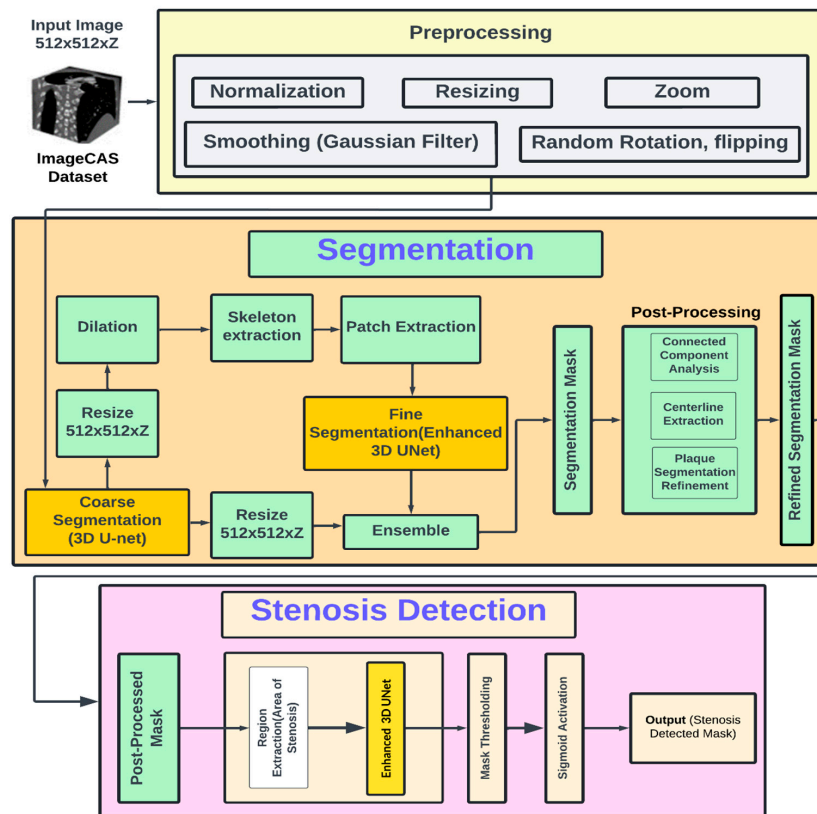 Input Image
512x512xZ
ImageCAS
Dataset
Preprocessing
Normalization
Resizing
Zoom
Smoothing (Gaussian Filter)
Random Rotation, flipping
Segmentation
Dilation
Skeleton
extraction
Patch Extraction
Resize
512x512xZ
Fine
Segmentation(Enhanced
3D UNet)
Coarse
Segmentation
(3D U-net)
Resize
512x512xZ
Ensemble
Segmentation Mask
Post-Processing
Connected
Component
Analysis
Centerline
Extraction
Plaque
Segmentation
Refinement
Refined Segmentation Mask
Stenosis Detection
Post-Processed
Mask
Region
Extraction(Area of
Stenosis)
Enhanced 3D UNet
Mask Thresholding
Sigmoid Activation
Output (Stenosis
Detected Mask)